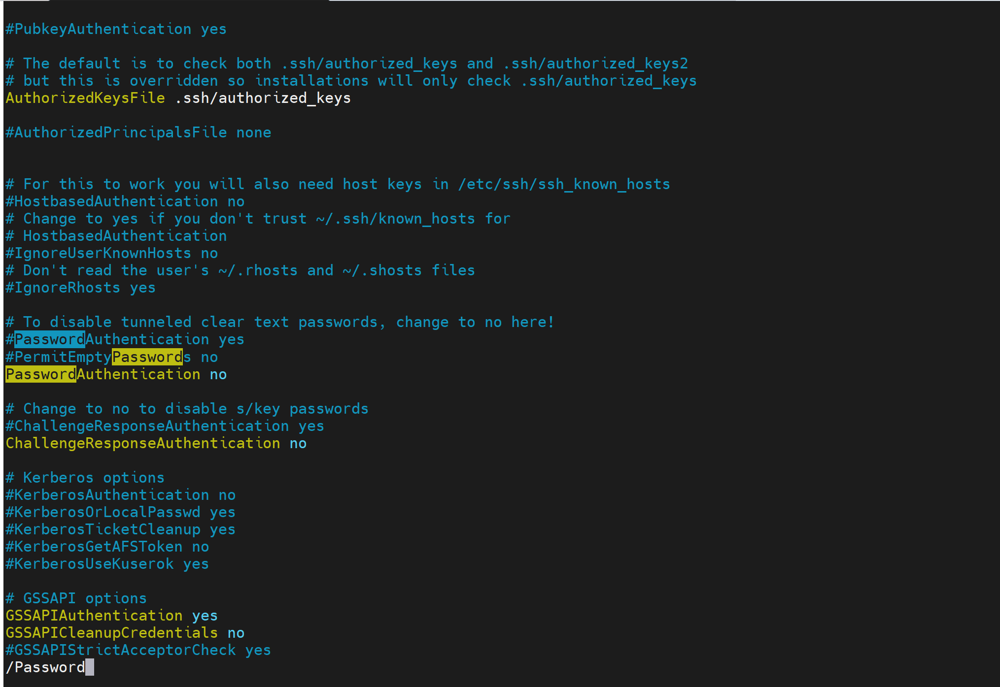 #PubkeyAuthentication yes
# The default is to check both .ssh/authorized_keys and .ssh/authorized_keys2
# but this is overridden so installations will only check .ssh/authorized_keys
AuthorizedKeysFile .ssh/authorized_keys
#AuthorizedPrincipalsFile none
# For this to work you will also need host keys in /etc/ssh/ssh_known_hosts
#HostbasedAuthentication no
# Change to yes if you don't trust ~/.ssh/known_hosts for
# HostbasedAuthentication
#IgnoreUserKnownHosts no
# Don't read the user's ~/.rhosts and ~/.shosts files
#IgnoreRhosts yes
# To disable tunneled clear text passwords, change to no here!
#PasswordAuthentication yes
#PermitEmptyPasswords no
PasswordAuthentication no
# Change to no to disable s/key passwords
#ChallengeResponseAuthentication yes
ChallengeResponseAuthentication no
# Kerberos options
#KerberosAuthentication no
#KerberosOrLocalPasswd yes
#KerberosTicketCleanup yes
#KerberosGetAFSToken no
#KerberosUseKuserok yes
# GSSAPI options
GSSAPIAuthentication yes
GSSAPICleanupCredentials no
#GSSAPIStrictAcceptorCheck yes
/Password